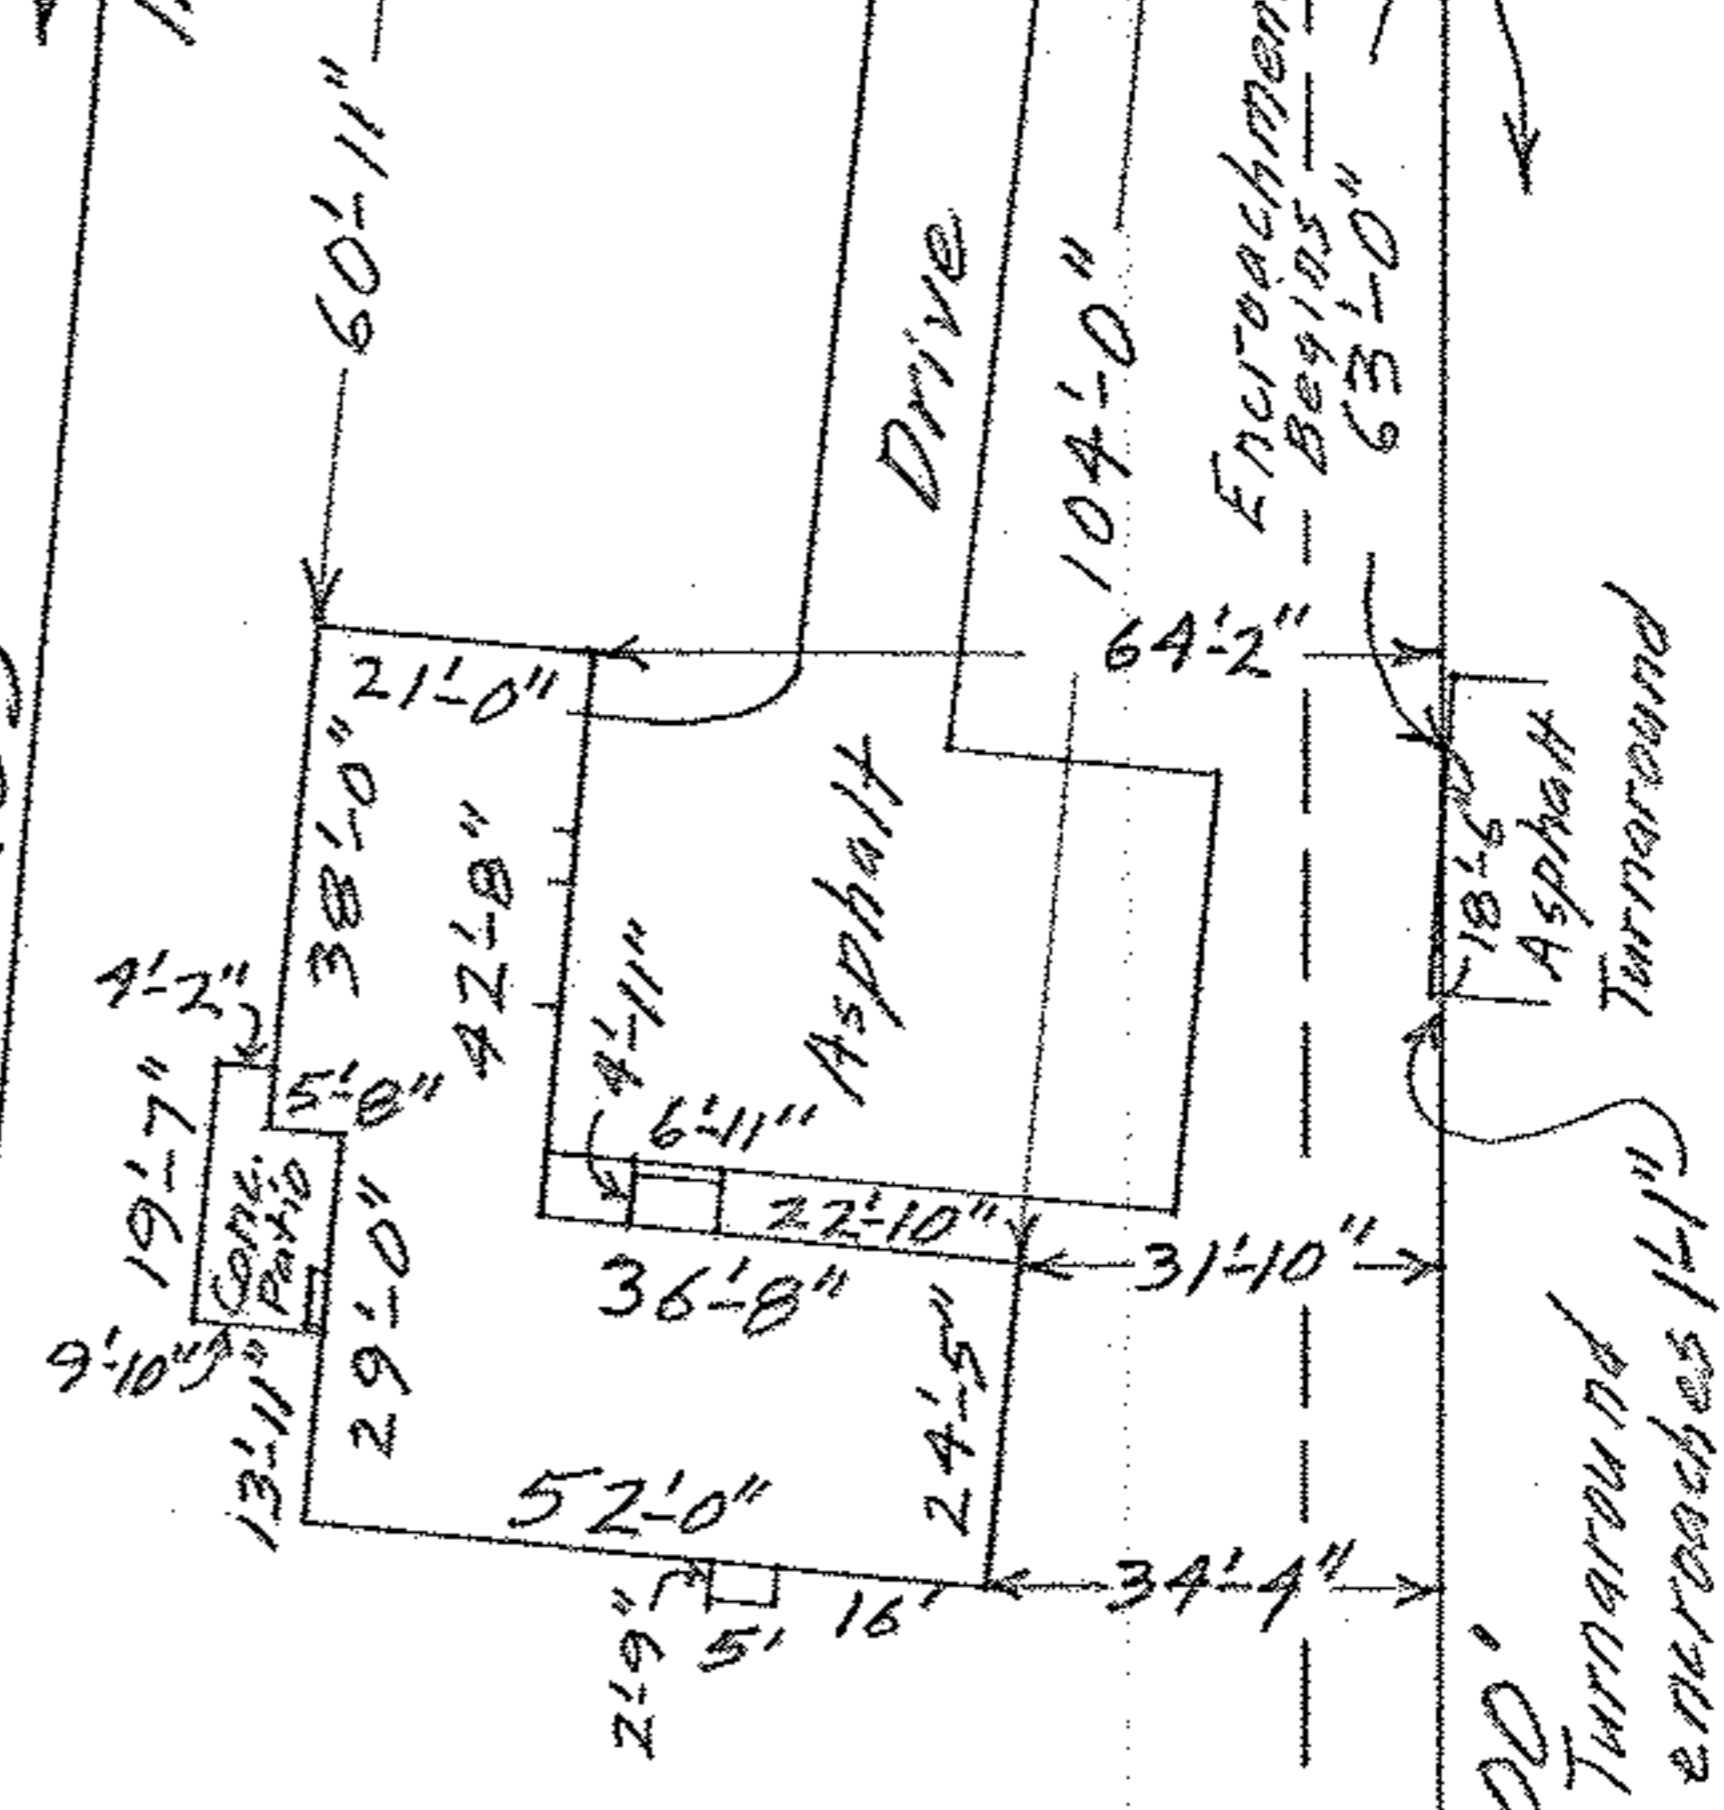 60'-11"
Drive
104'-0"
Encroachmen
Begins
63'-0"
64'-2"
21'-0"
38'-0"
42'-8"
4'-11"
Asphalt
18'-6"
Asphalt
Turnaround
4'-2"
5'-8"
19'-7"
Conc.
Patio
6'-11"
22'-10"
36'-8"
31'-10"
29'-0"
9'-10"
13'-11"
52'-0"
24'-5"
34'-4"
2'-9"
5'
16'
Turnaround
encroaches 1'-1"